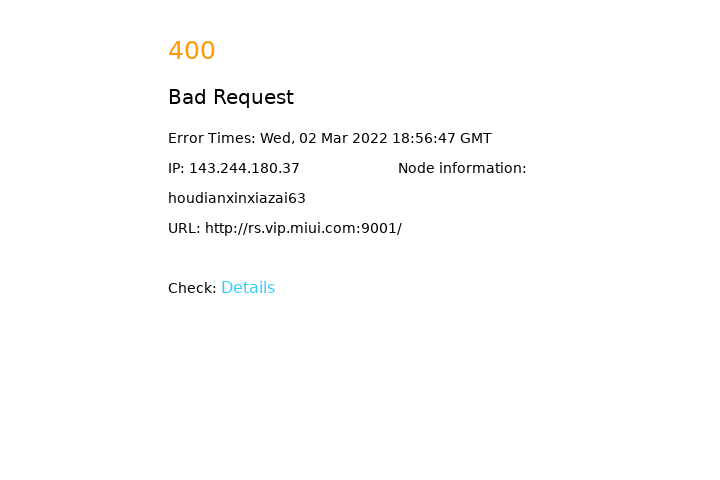 400
Bad Request
Error Times: Wed, 02 Mar 2022 18:56:47 GMT
IP: 143.244.180.37 Node information:
houdianxinxiazai63
URL: http://rs.vip.miui.com:9001/
Check: Details